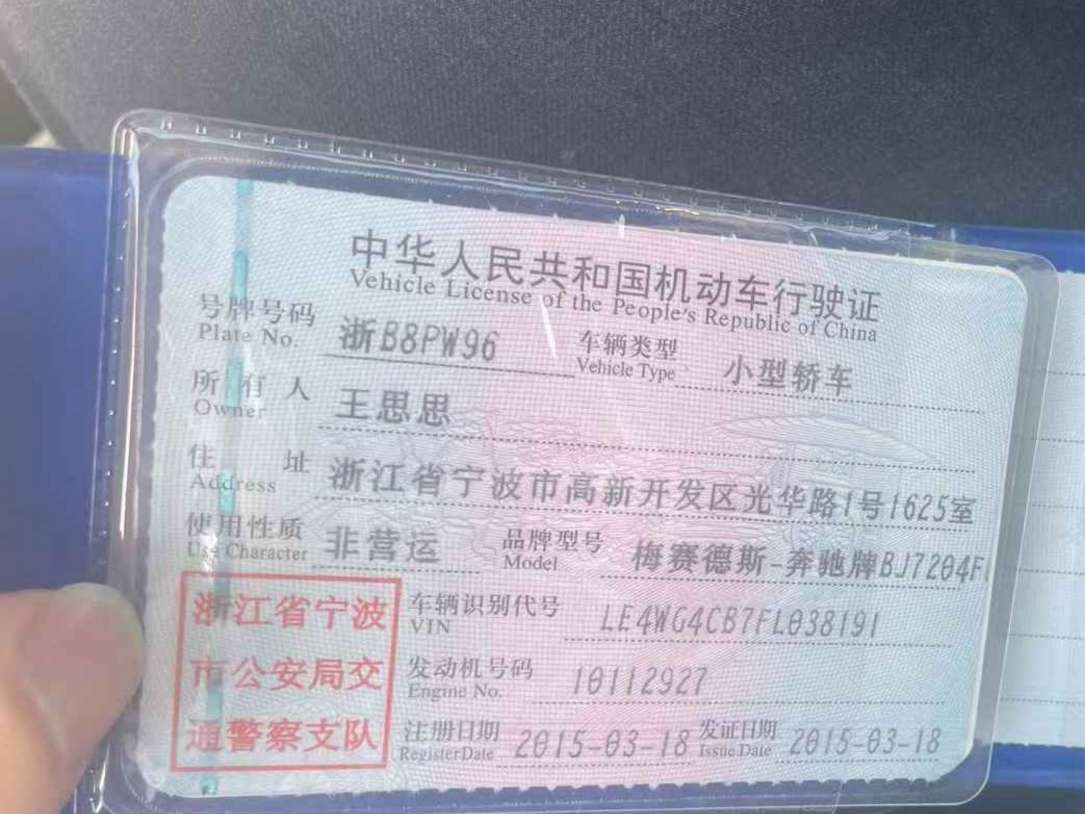 中华人民共和国机动车行驶证
Vehicle License of the People's Republic of China
号牌号码 浙B8PW96 车辆类型 小型轿车
Plate No. Vehicle Type
所有人 王思思
Owner
住址 浙江省宁波市高新开发区光华路1号1625室
Address
使用性质 非营运 品牌型号 梅赛德斯-奔驰牌BJ7204F
Use Character Model
浙江省宁波 车辆识别代号 LE4WG4CB7FL038191
VIN
市公安局交 发动机号码 10112927
Engine No.
通警察支队 注册日期 2015-03-18 发证日期 2015-03-18
Register Date Issue Date